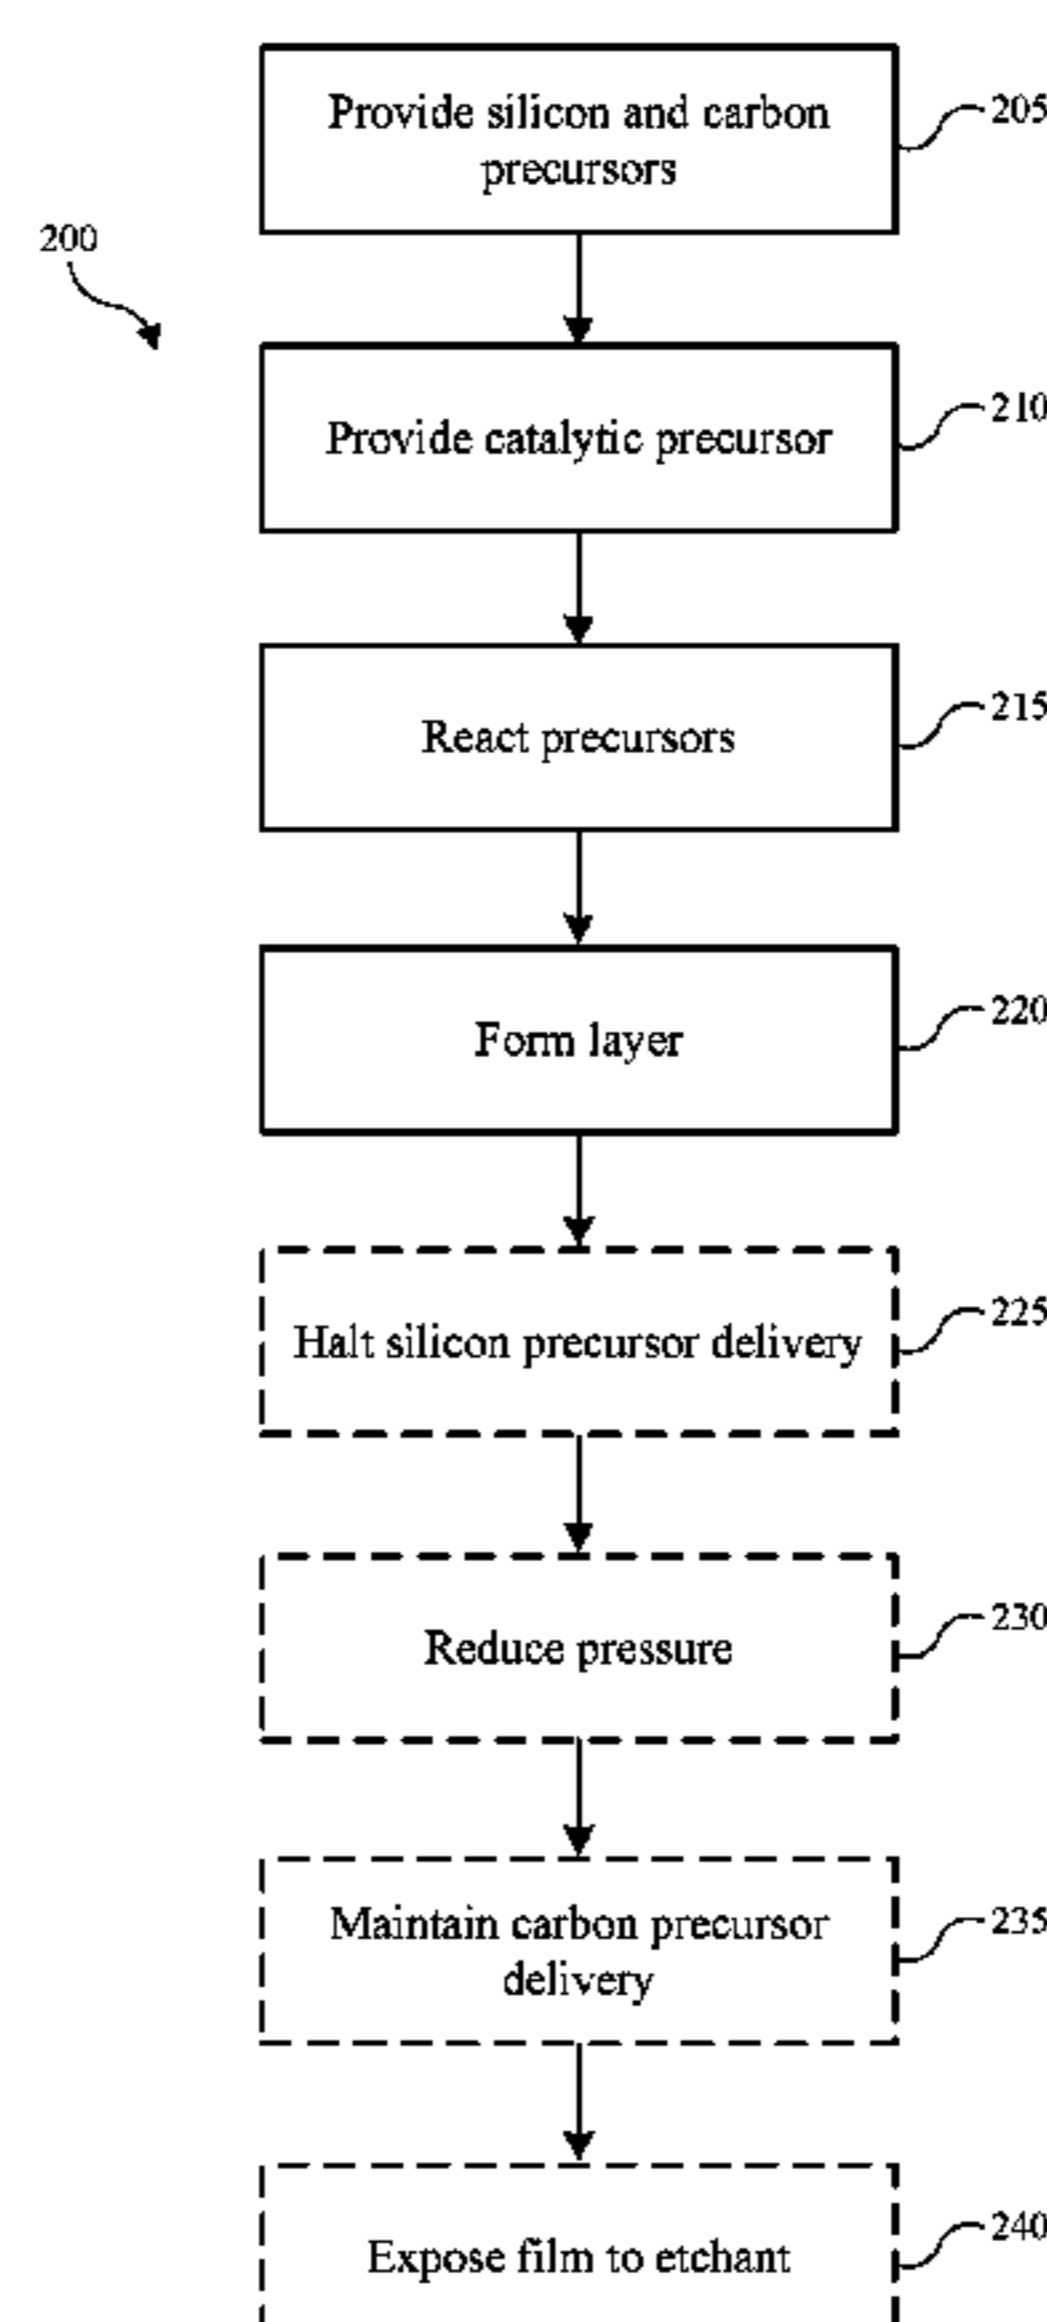 Provide silicon and carbon
precursors
205
200
Provide catalytic precursor
210
React precursors
215
Form layer
220
Halt silicon precursor delivery
225
Reduce pressure
230
Maintain carbon precursor
delivery
235
Expose film to etchant
240